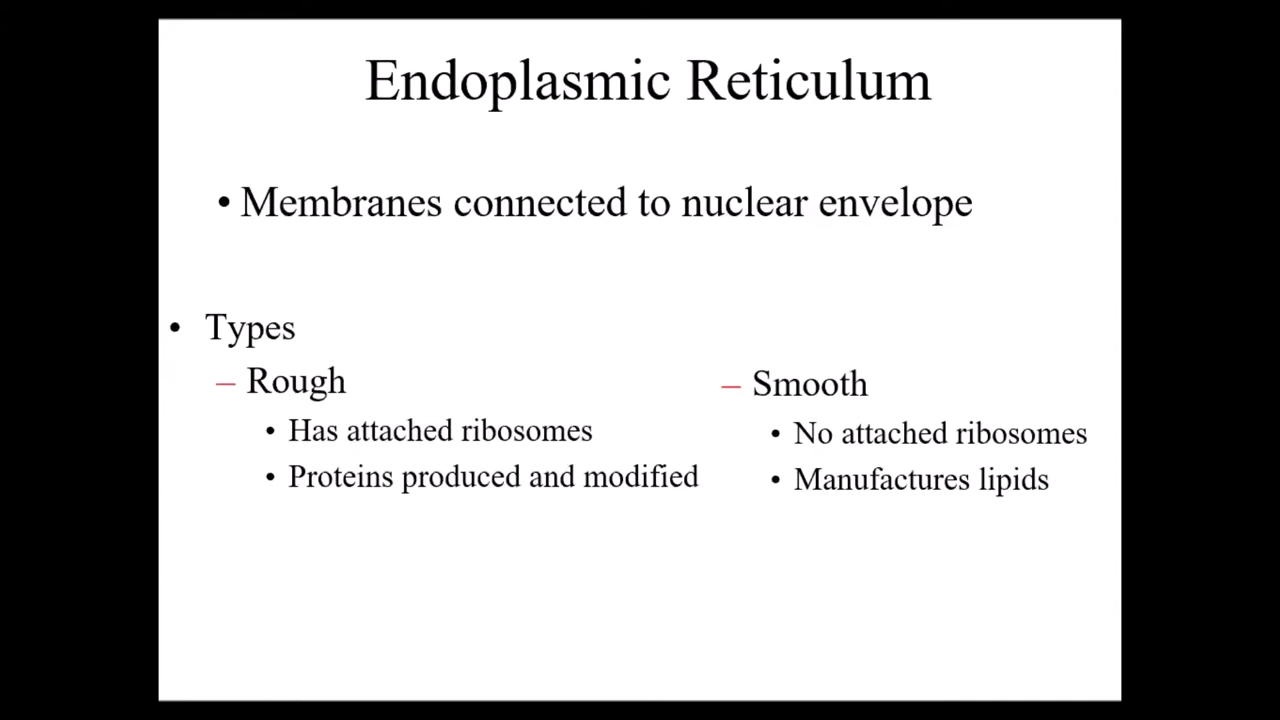 Endoplasmic Reticulum
• Membranes connected to nuclear envelope
• Types
– Rough
• Has attached ribosomes
• Proteins produced and modified
– Smooth
• No attached ribosomes
• Manufactures lipids